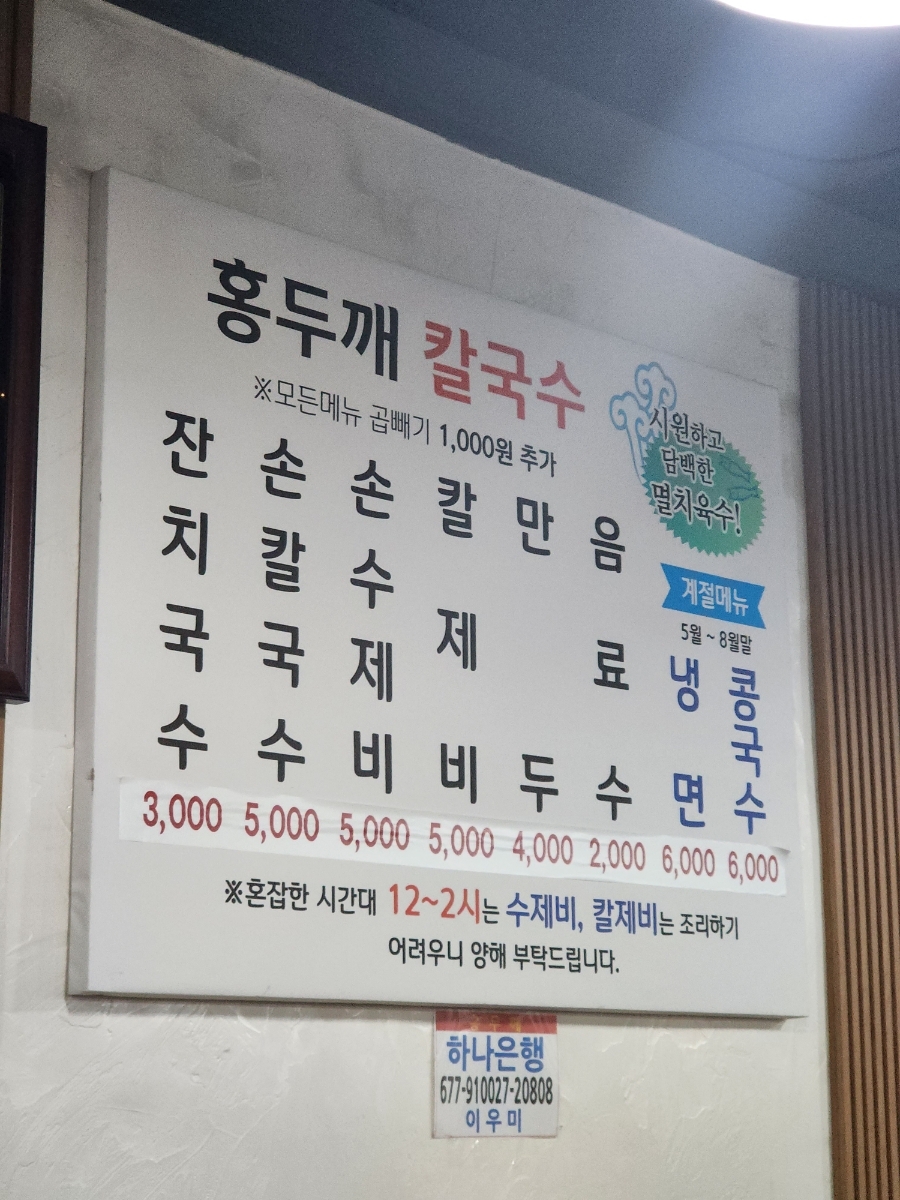 홍두깨 칼국수
※모든메뉴 곱빼기 1,000원 추가
시원하고
담백한
멸치육수!
잔치국수
손칼국수
손수제비
칼제비
만두
음료수
계절메뉴
5월 ~ 8월말
냉면
콩국수
3,000 5,000 5,000 5,000 4,000 2,000 6,000 6,000
※혼잡한 시간대 12~2시는 수제비, 칼제비는 조리하기
어려우니 양해 부탁드립니다.
홍두깨
하나은행
677-910027-20808
이우미